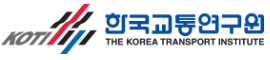 KOTI 한국교통연구원
THE KOREA TRANSPORT INSTITUTE